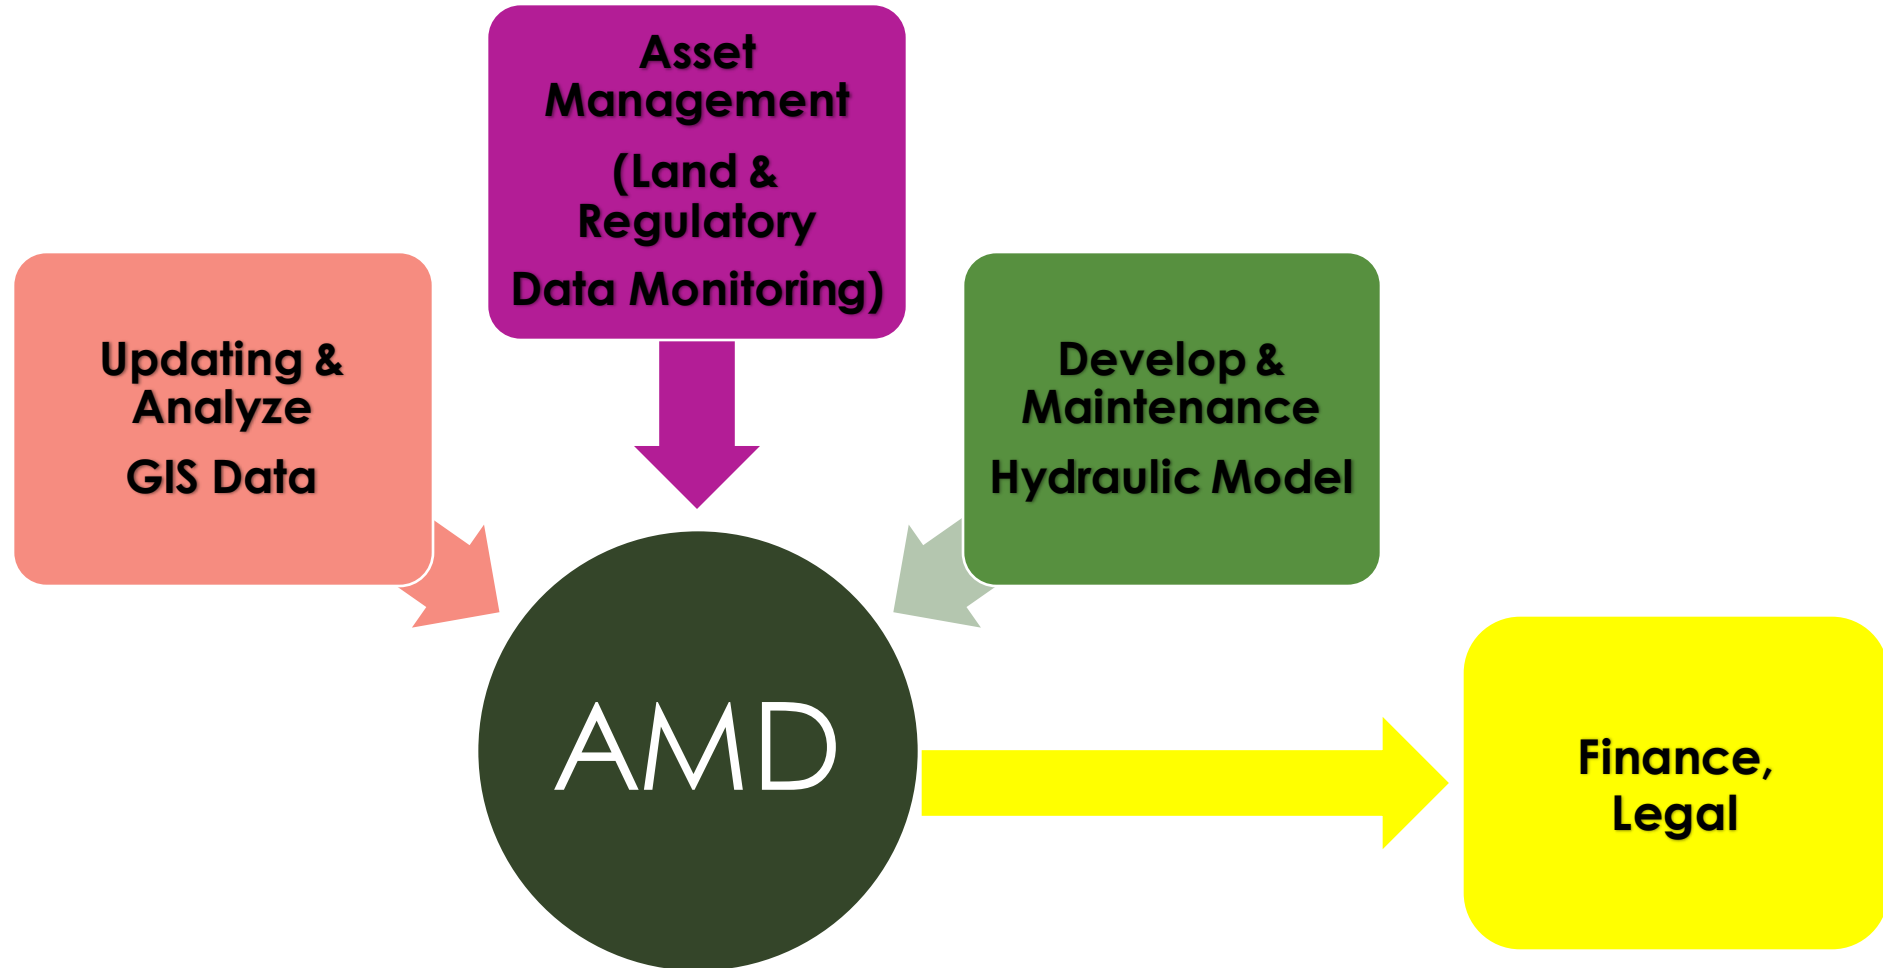 Asset
Management
(Land &
Regulatory
Data Monitoring)
Updating &
Analyze
GIS Data
Develop &
Maintenance
Hydraulic Model
AMD
Finance,
Legal